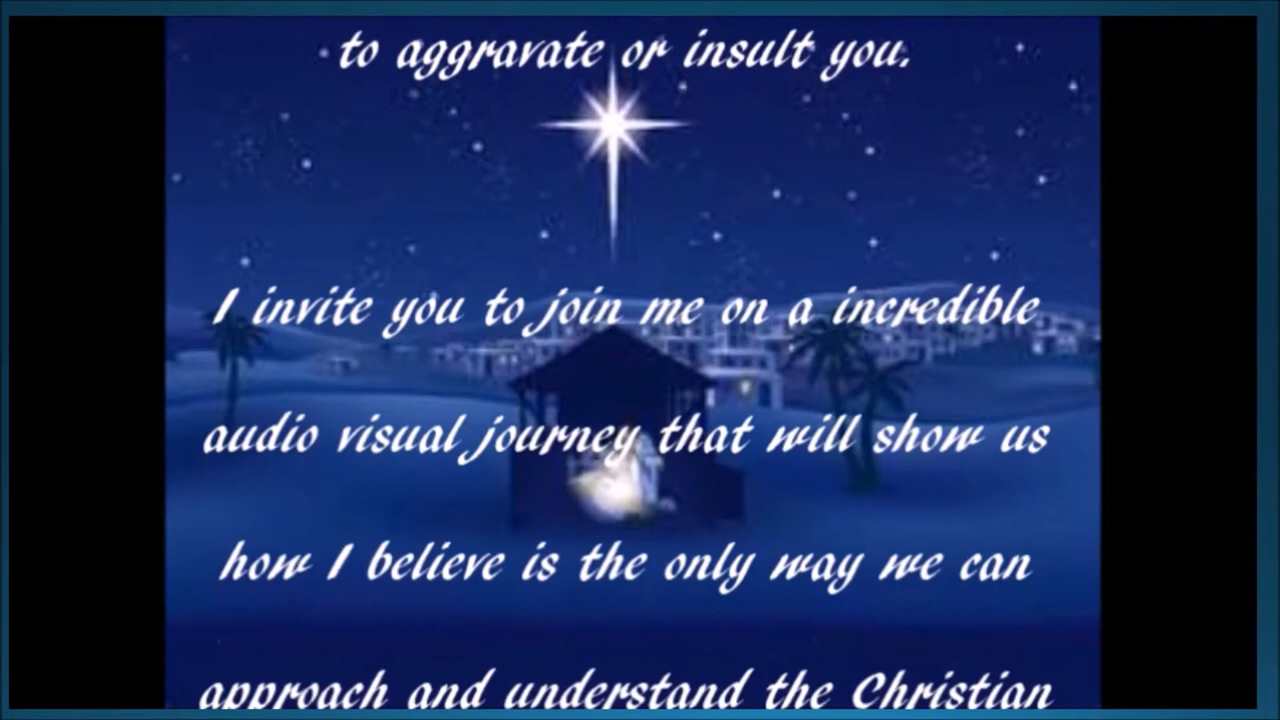 to aggravate or insult you.
I invite you to join me on a incredible
audio visual journey that will show us
how I believe is the only way we can
approach and understand the Christian